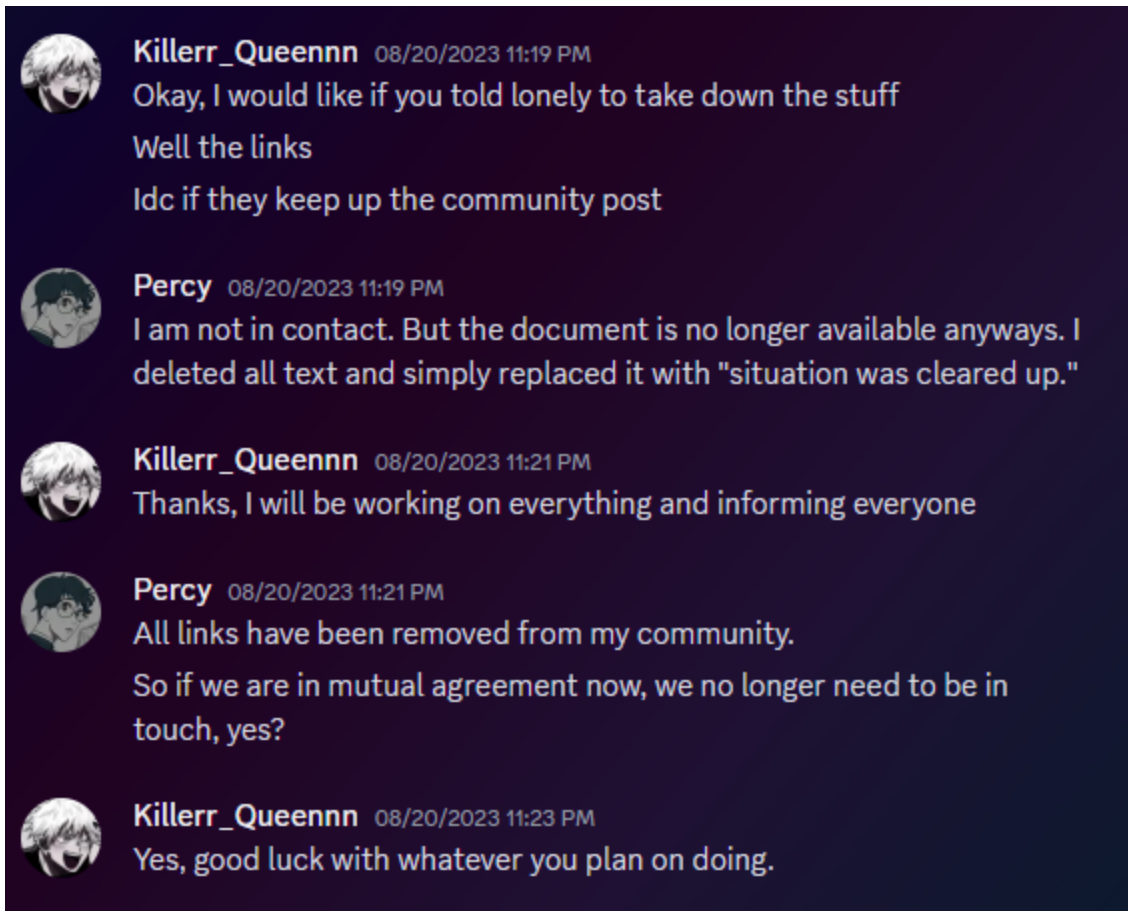 Killerr_Queennn 08/20/2023 11:19 PM
Okay, I would like if you told lonely to take down the stuff
Well the links
Idc if they keep up the community post
Percy 08/20/2023 11:19 PM
I am not in contact. But the document is no longer available anyways. I
deleted all text and simply replaced it with "situation was cleared up."
Killerr_Queennn 08/20/2023 11:21 PM
Thanks, I will be working on everything and informing everyone
Percy 08/20/2023 11:21 PM
All links have been removed from my community.
So if we are in mutual agreement now, we no longer need to be in
touch, yes?
Killerr_Queennn 08/20/2023 11:23 PM
Yes, good luck with whatever you plan on doing.